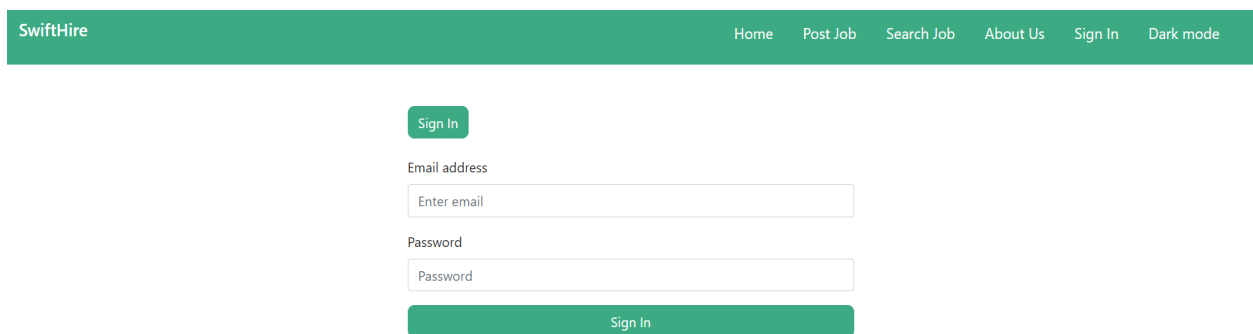 SwiftHire Home Post Job Search Job About Us Sign In Dark mode
Sign In
Email address
Enter email
Password
Password
Sign In